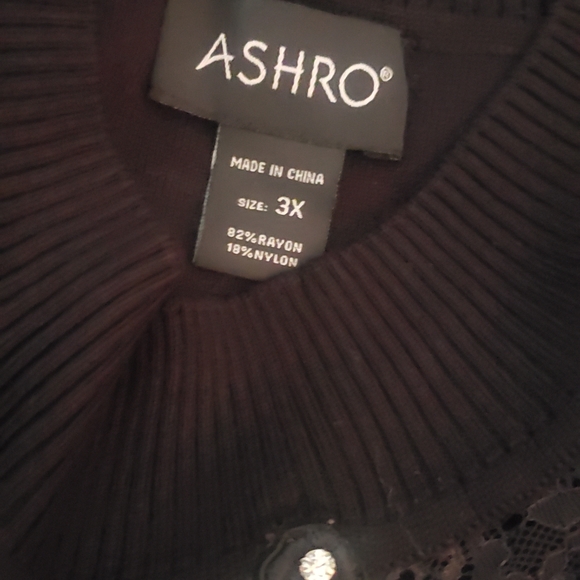 ASHRO®
MADE IN CHINA
SIZE: 3X
82%RAYON
18%NYLON